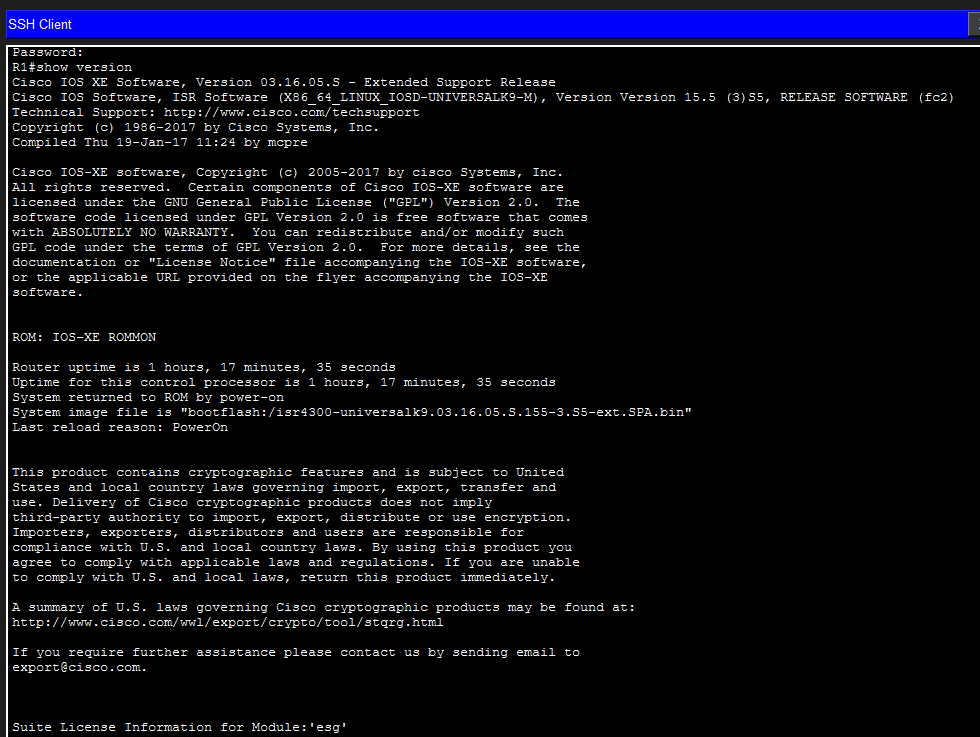 SSH Client
Password:
R1#show version
Cisco IOS XE Software, Version 03.16.05.S - Extended Support Release
Cisco IOS Software, ISR Software (X86_64_LINUX_IOSD-UNIVERSALK9-M), Version Version 15.5 (3)S5, RELEASE SOFTWARE (fc2)
Technical Support: http://www.cisco.com/techsupport
Copyright (c) 1986-2017 by Cisco Systems, Inc.
Compiled Thu 19-Jan-17 11:24 by mcpre

Cisco IOS-XE software, Copyright (c) 2005-2017 by cisco Systems, Inc.
All rights reserved.  Certain components of Cisco IOS-XE software are
licensed under the GNU General Public License ("GPL") Version 2.0.  The
software code licensed under GPL Version 2.0 is free software that comes
with ABSOLUTELY NO WARRANTY.  You can redistribute and/or modify such
GPL code under the terms of GPL Version 2.0.  For more details, see the
documentation or "License Notice" file accompanying the IOS-XE software,
or the applicable URL provided on the flyer accompanying the IOS-XE
software.

ROM: IOS-XE ROMMON

Router uptime is 1 hours, 17 minutes, 35 seconds
Uptime for this control processor is 1 hours, 17 minutes, 35 seconds
System returned to ROM by power-on
System image file is "bootflash:/isr4300-universalk9.03.16.05.S.155-3.S5-ext.SPA.bin"
Last reload reason: PowerOn

This product contains cryptographic features and is subject to United
States and local country laws governing import, export, transfer and
use. Delivery of Cisco cryptographic products does not imply
third-party authority to import, export, distribute or use encryption.
Importers, exporters, distributors and users are responsible for
compliance with U.S. and local country laws. By using this product you
agree to comply with applicable laws and regulations. If you are unable
to comply with U.S. and local laws, return this product immediately.

A summary of U.S. laws governing Cisco cryptographic products may be found at:
http://www.cisco.com/wwl/export/crypto/tool/stqrg.html

If you require further assistance please contact us by sending email to
export@cisco.com.

Suite License Information for Module:'esg'